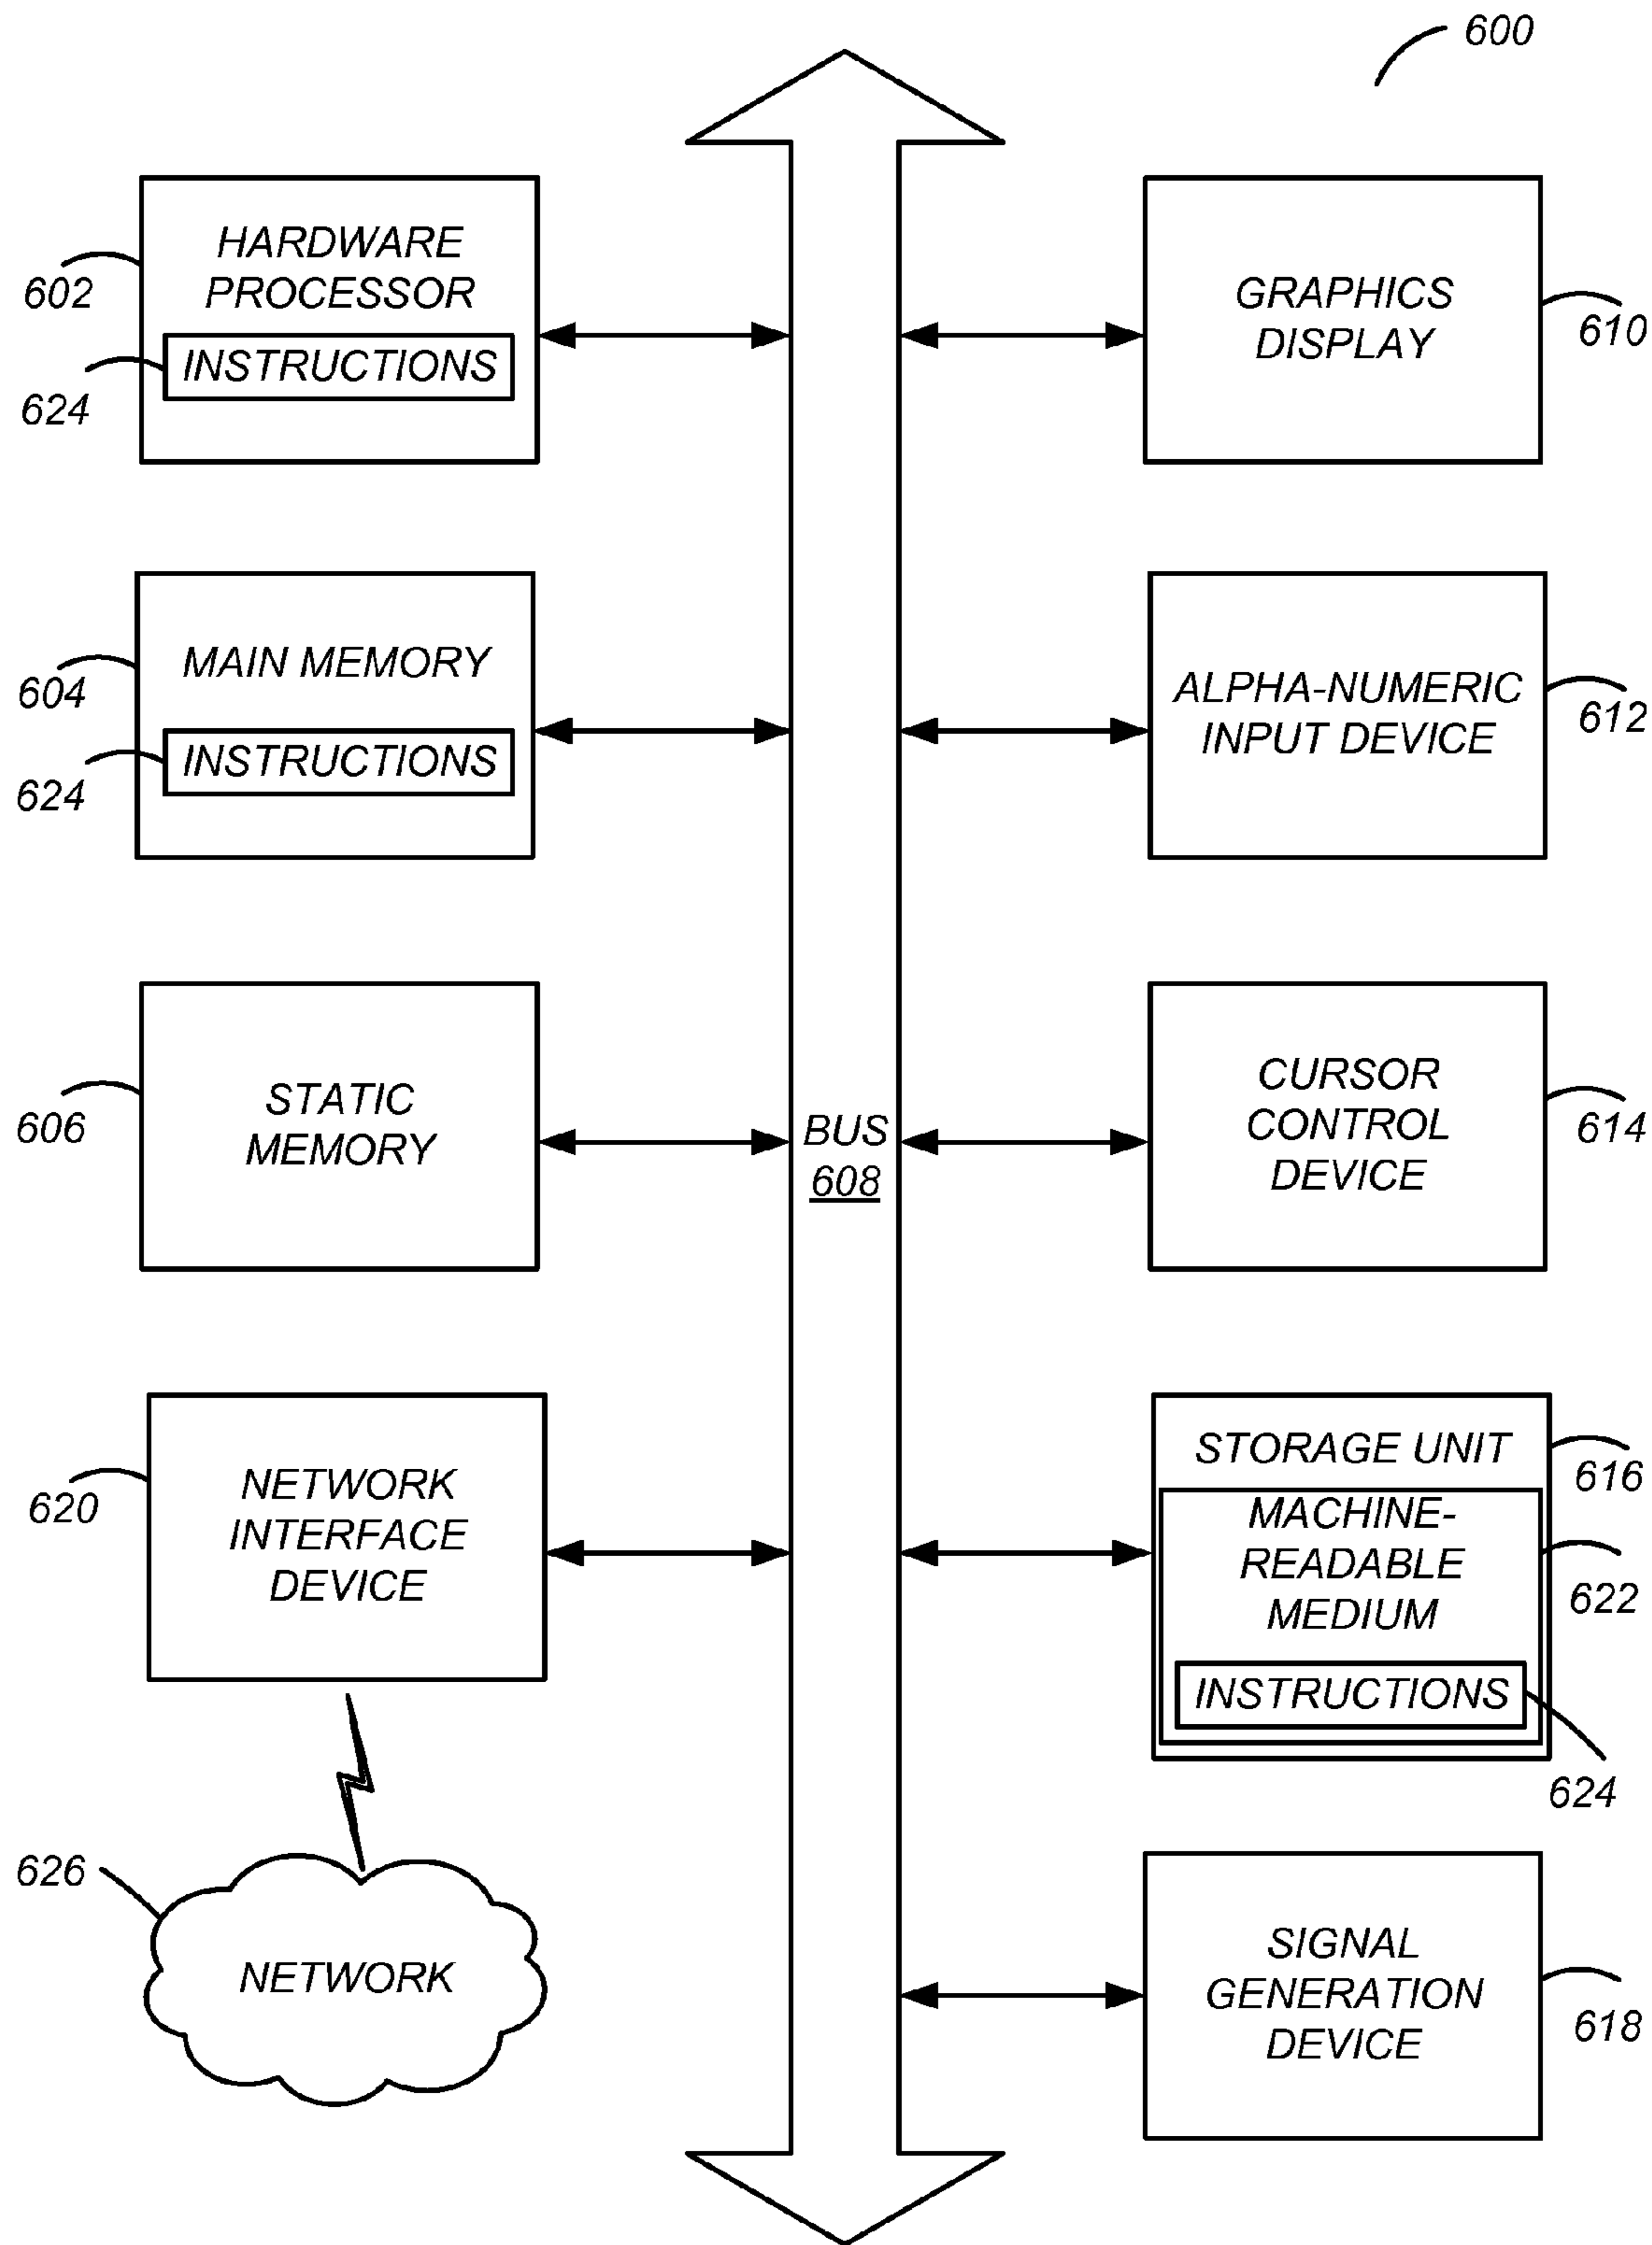 600
HARDWARE
PROCESSOR
602
INSTRUCTIONS
624
GRAPHICS
DISPLAY
610
MAIN MEMORY
604
INSTRUCTIONS
624
ALPHA-NUMERIC
INPUT DEVICE
612
STATIC
MEMORY
606
BUS
608
CURSOR
CONTROL
DEVICE
614
NETWORK
INTERFACE
DEVICE
620
STORAGE UNIT
616
MACHINE-
READABLE
MEDIUM
622
INSTRUCTIONS
624
626
NETWORK
SIGNAL
GENERATION
DEVICE
618